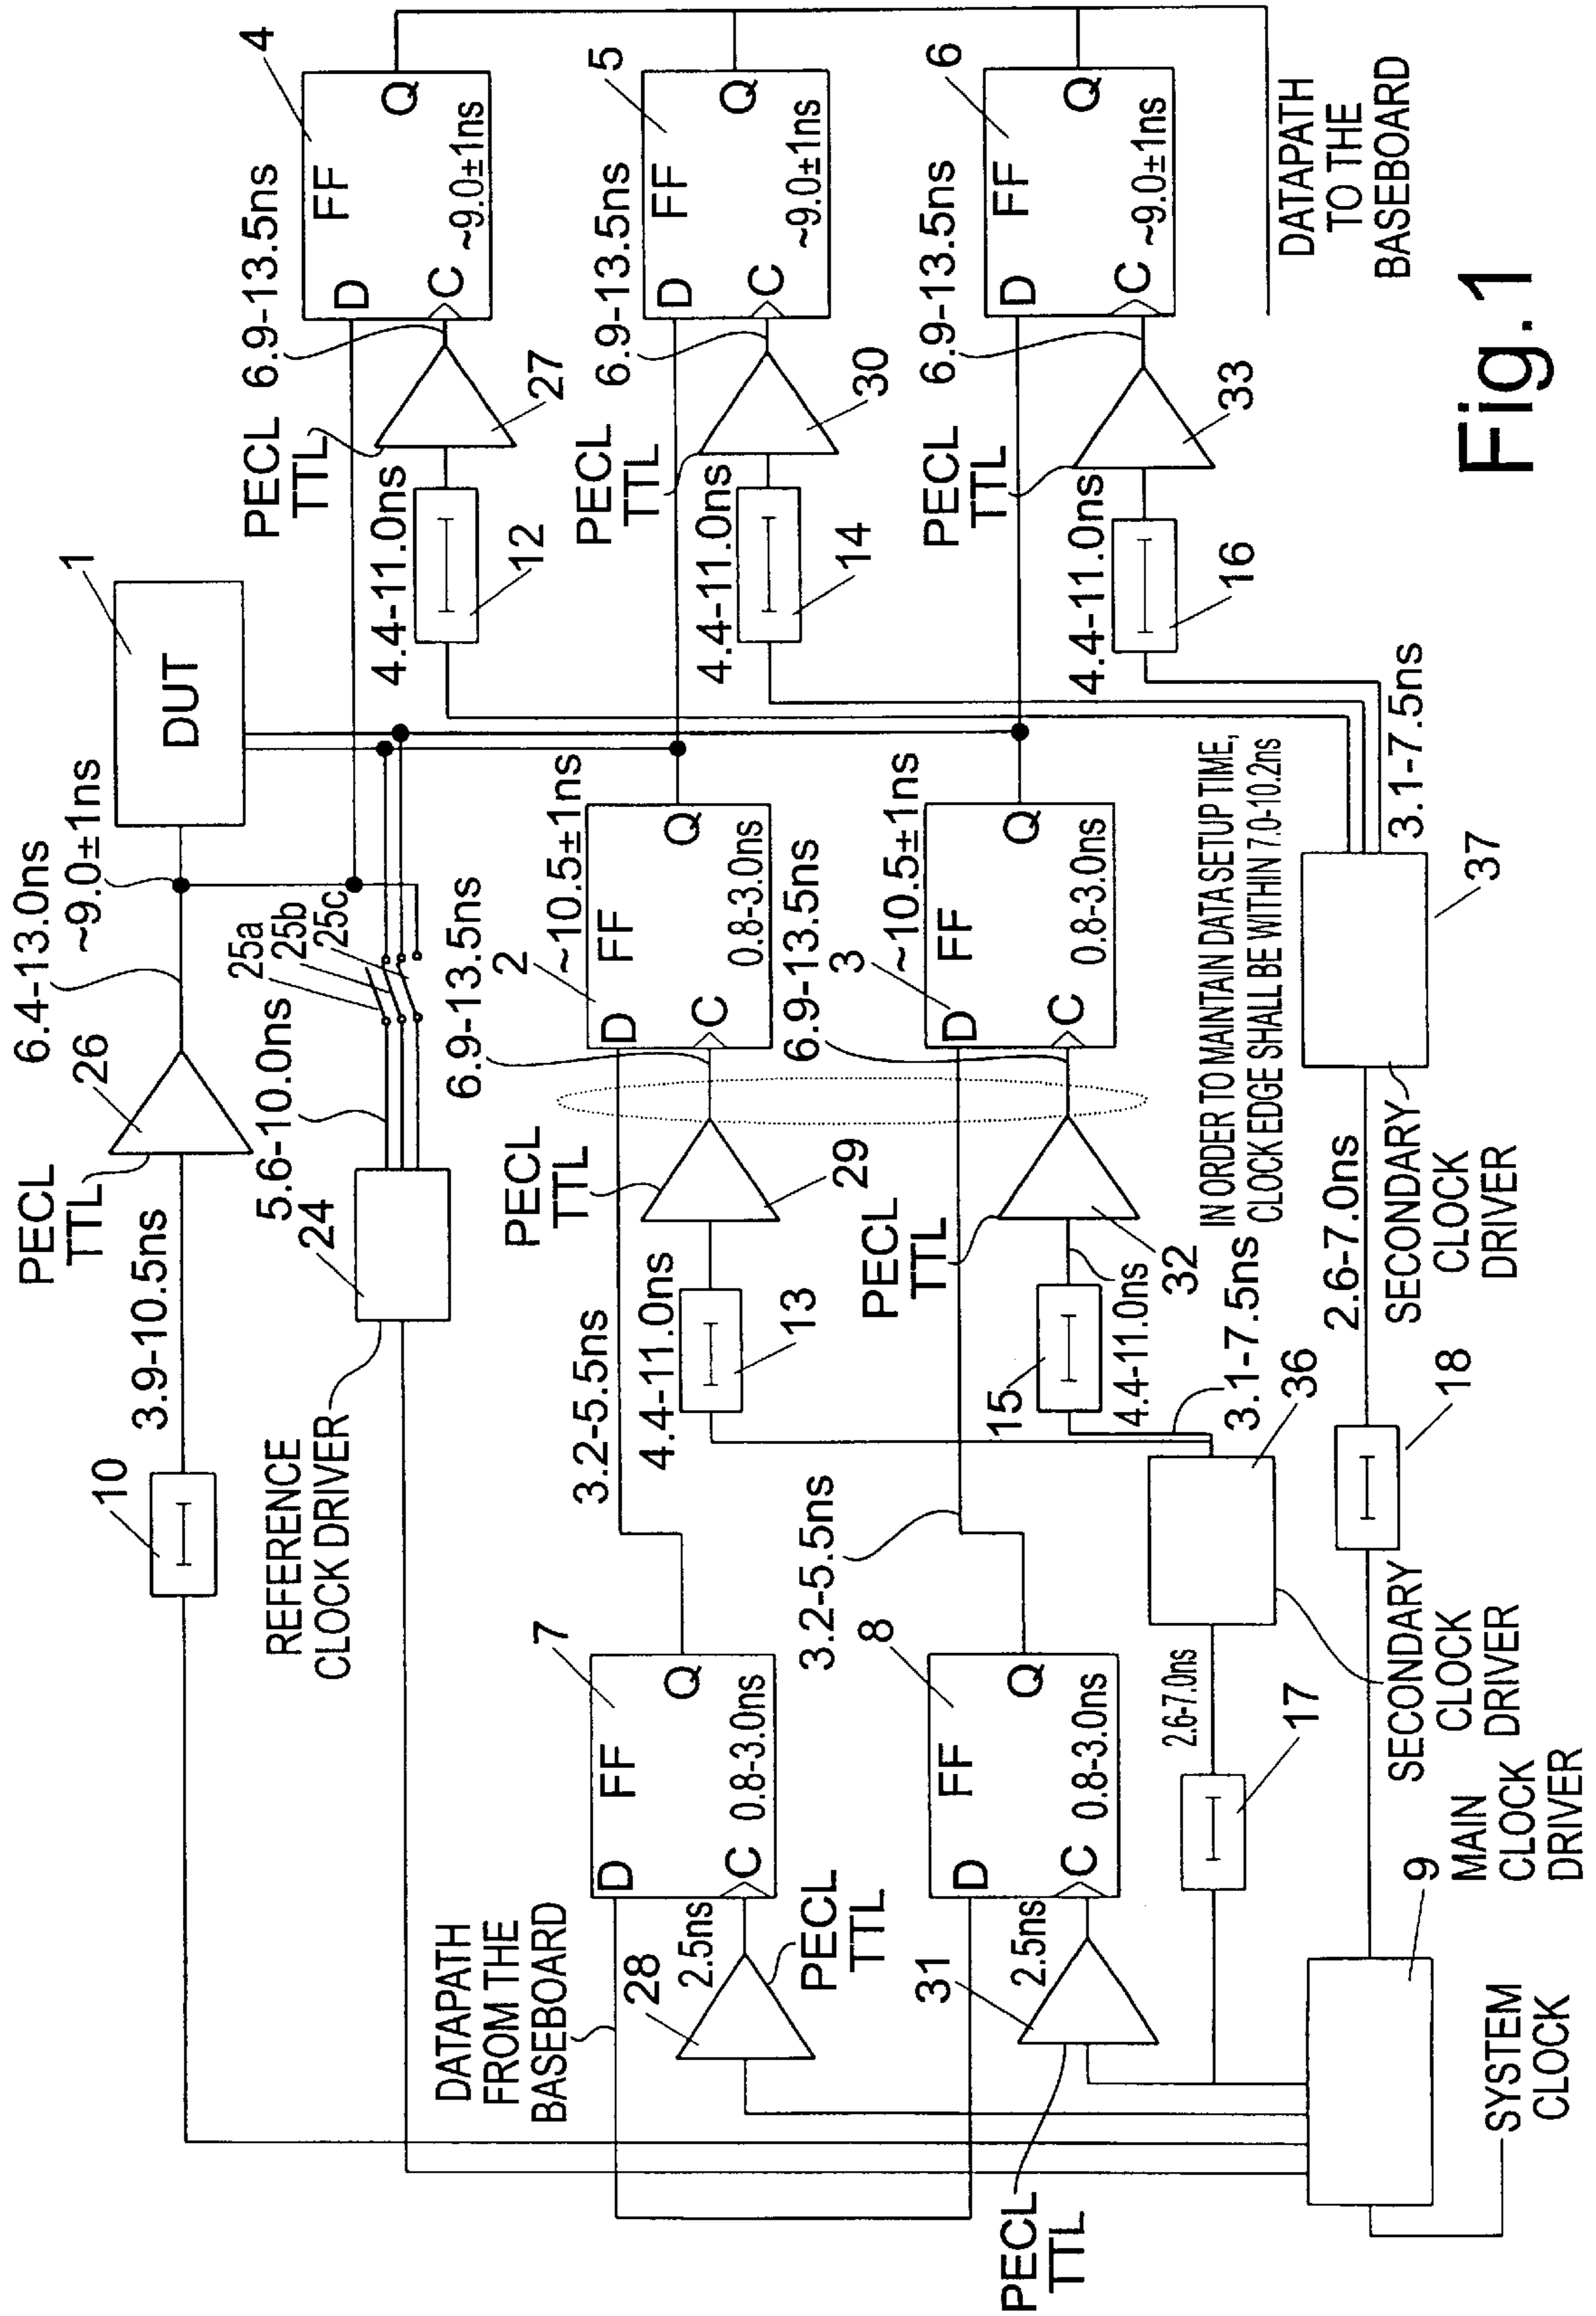 PECL
TTL
26
6.4-13.0ns
~9.0±1ns
1
DUT
10
3.9-10.5ns
REFERENCE
CLOCK DRIVER
24
5.6-10.0ns
25a
25b
25c
PECL
TTL
27
12
4.4-11.0ns
6.9-13.5ns
4
FF
D
C
Q
~9.0±1ns
PECL
TTL
30
14
4.4-11.0ns
6.9-13.5ns
5
FF
D
C
Q
~9.0±1ns
PECL
TTL
33
16
4.4-11.0ns
6.9-13.5ns
6
FF
D
C
Q
~9.0±1ns
DATAPATH
TO THE
BASEBOARD
DATAPATH
FROM THE
BASEBOARD
28
2.5ns
PECL
TTL
7
FF
D
C
Q
0.8-3.0ns
3.2-5.5ns
4.4-11.0ns
13
PECL
TTL
29
6.9-13.5ns
2
~10.5±1ns
FF
D
C
Q
0.8-3.0ns
31
2.5ns
PECL
TTL
8
FF
D
C
Q
0.8-3.0ns
3.2-5.5ns
15
4.4-11.0ns
PECL
TTL
32
6.9-13.5ns
3
~10.5±1ns
FF
D
C
Q
0.8-3.0ns
IN ORDER TO MAINTAIN DATA SETUP TIME,
CLOCK EDGE SHALL BE WITHIN 7.0-10.2ns
17
2.6-7.0ns
36
3.1-7.5ns
SECONDARY
CLOCK
DRIVER
SYSTEM
CLOCK
9
MAIN
CLOCK
DRIVER
18
2.6-7.0ns
SECONDARY
CLOCK
DRIVER
37
3.1-7.5ns
Fig.1